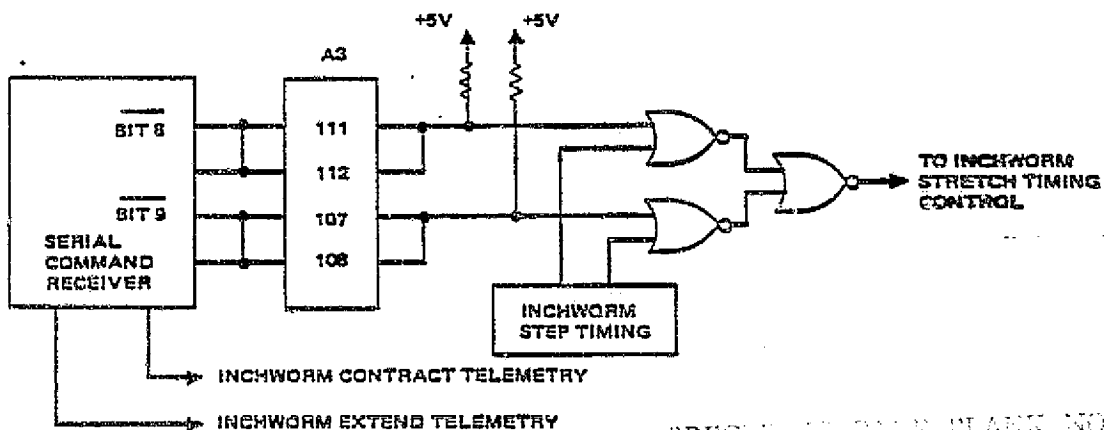 +5V
+5V
A3
BIT 8
111
112
BIT 9
107
108
SERIAL
COMMAND
RECEIVER
TO INCHWORM
STRETCH TIMING
CONTROL
INCHWORM
STEP TIMING
INCHWORM CONTRACT TELEMETRY
INCHWORM EXTEND TELEMETRY